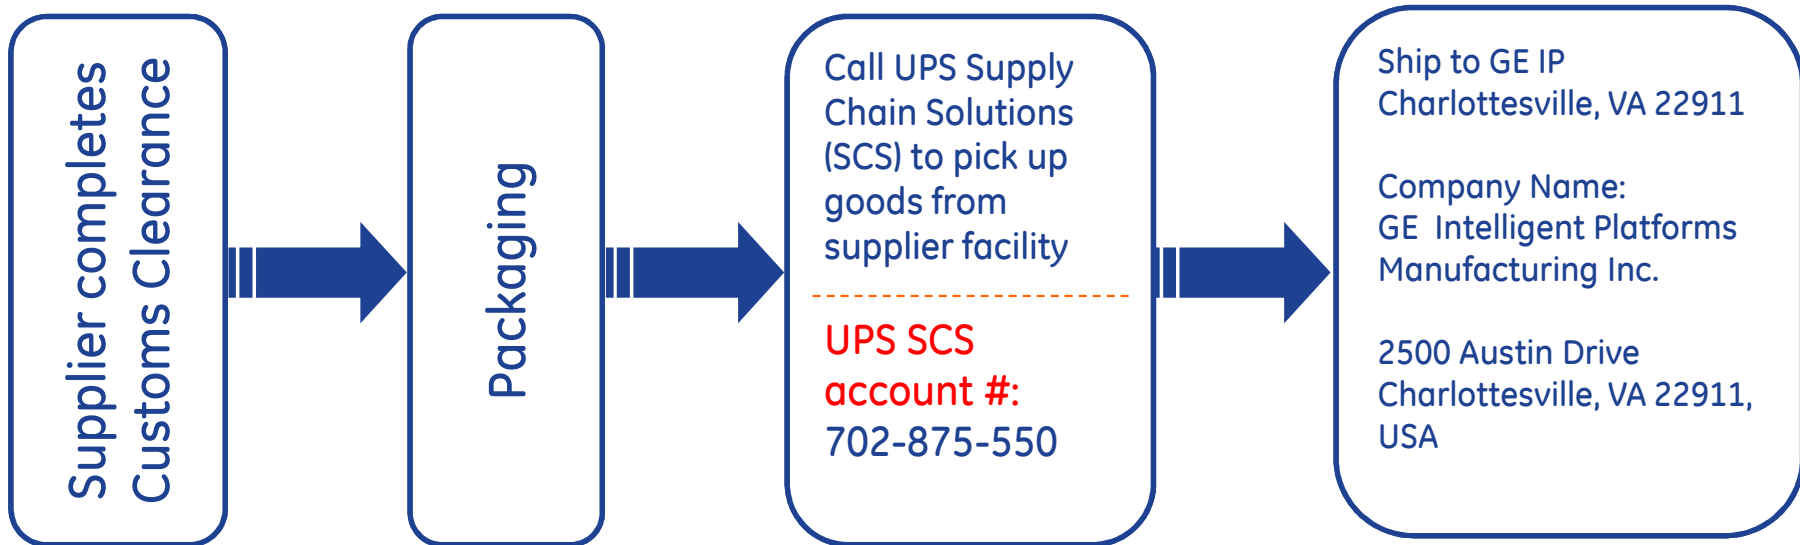 Supplier completes
Customs Clearance
Packaging
Call UPS Supply
Chain Solutions
(SCS) to pick up
goods from
supplier facility
UPS SCS
account #:
702-875-550
Ship to GE IP
Charlottesville, VA 22911
Company Name:
GE  Intelligent Platforms
Manufacturing Inc.
2500 Austin Drive
Charlottesville, VA 22911,
USA